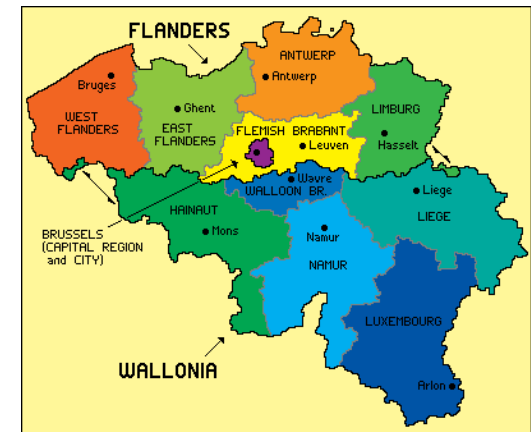 FLANDERS
ANTWERP
Antwerp
Bruges
WEST
FLANDERS
Ghent
EAST
FLANDERS
FLEMISH BRABANT
Leuven
LIMBURG
Hasselt
Wavre
WALLOON BR.
Liege
LIEGE
BRUSSELS
(CAPITAL REGION
and CITY)
HAINAUT
Mons
Namur
NAMUR
LUXEMBOURG
Arlon
WALLONIA